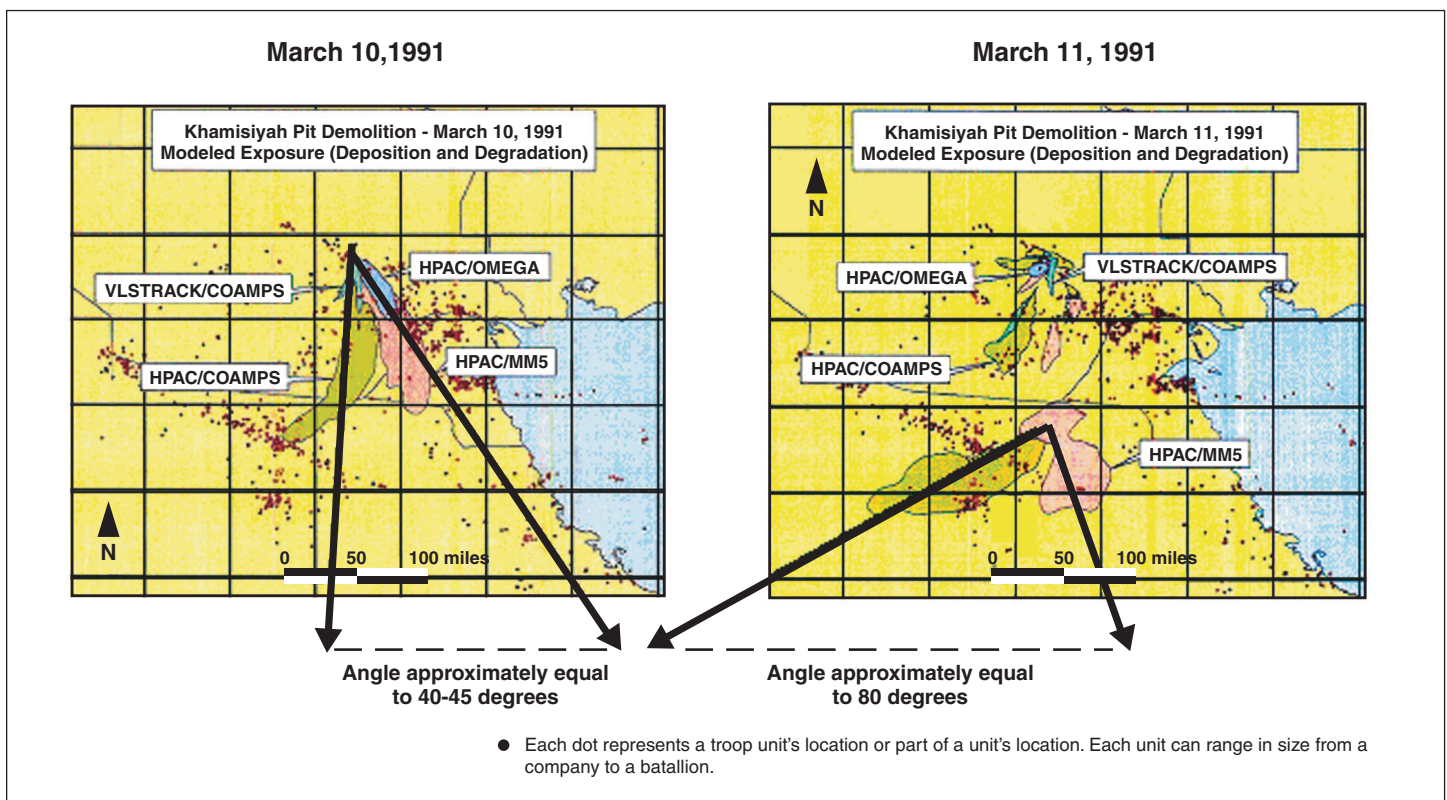 March 10,1991
March 11, 1991
Khamisiyah Pit Demolition - March 10, 1991
Modeled Exposure (Deposition and Degradation)
HPAC/OMEGA
VLSTRACK/COAMPS
HPAC/MM5
HPAC/COAMPS
N
0 50 100 miles
Khamisiyah Pit Demolition - March 11, 1991
Modeled Exposure (Deposition and Degradation)
N
HPAC/OMEGA
VLSTRACK/COAMPS
HPAC/COAMPS
HPAC/MM5
0 50 100 miles
Angle approximately equal
to 40-45 degrees
Angle approximately equal
to 80 degrees
● Each dot represents a troop unit's location or part of a unit's location. Each unit can range in size from a
company to a batallion.